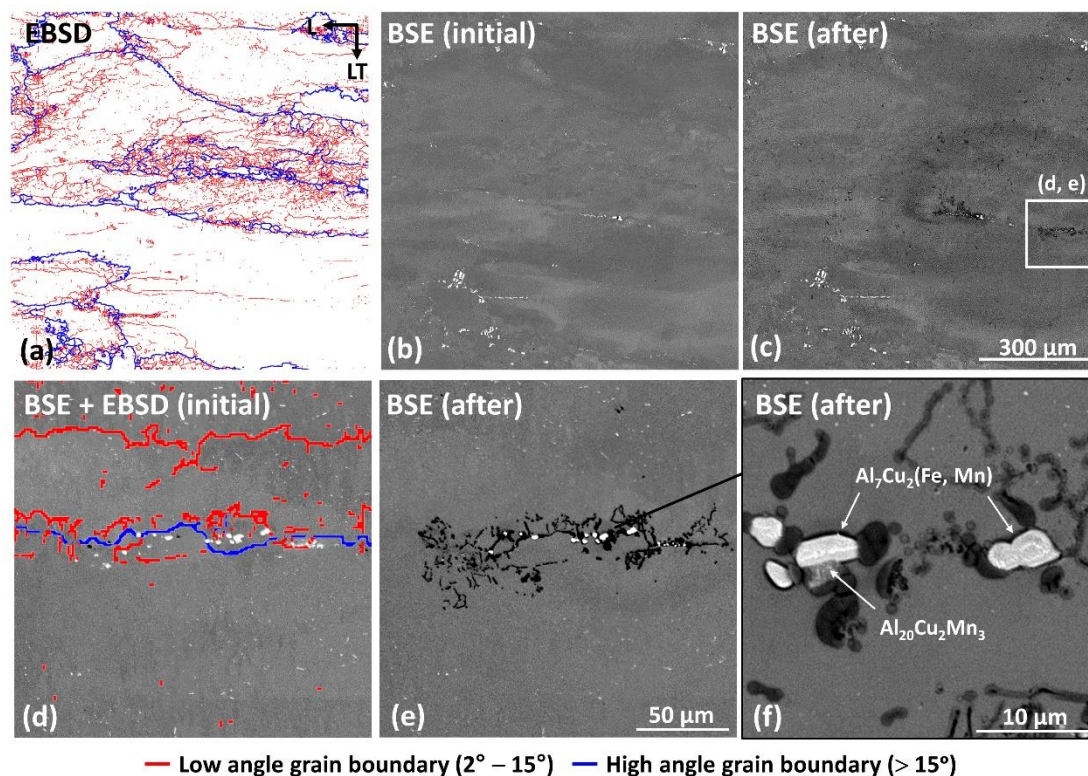 EBSD
L
LT
(a)
BSE (initial)
(b)
BSE (after)
(d, e)
(c)
300 µm
BSE + EBSD (initial)
(d)
BSE (after)
(e)
50 µm
BSE (after)
Al₇Cu₂(Fe, Mn)
Al₂₀Cu₂Mn₃
(f)
10 µm
Low angle grain boundary (2° – 15°) High angle grain boundary (> 15°)